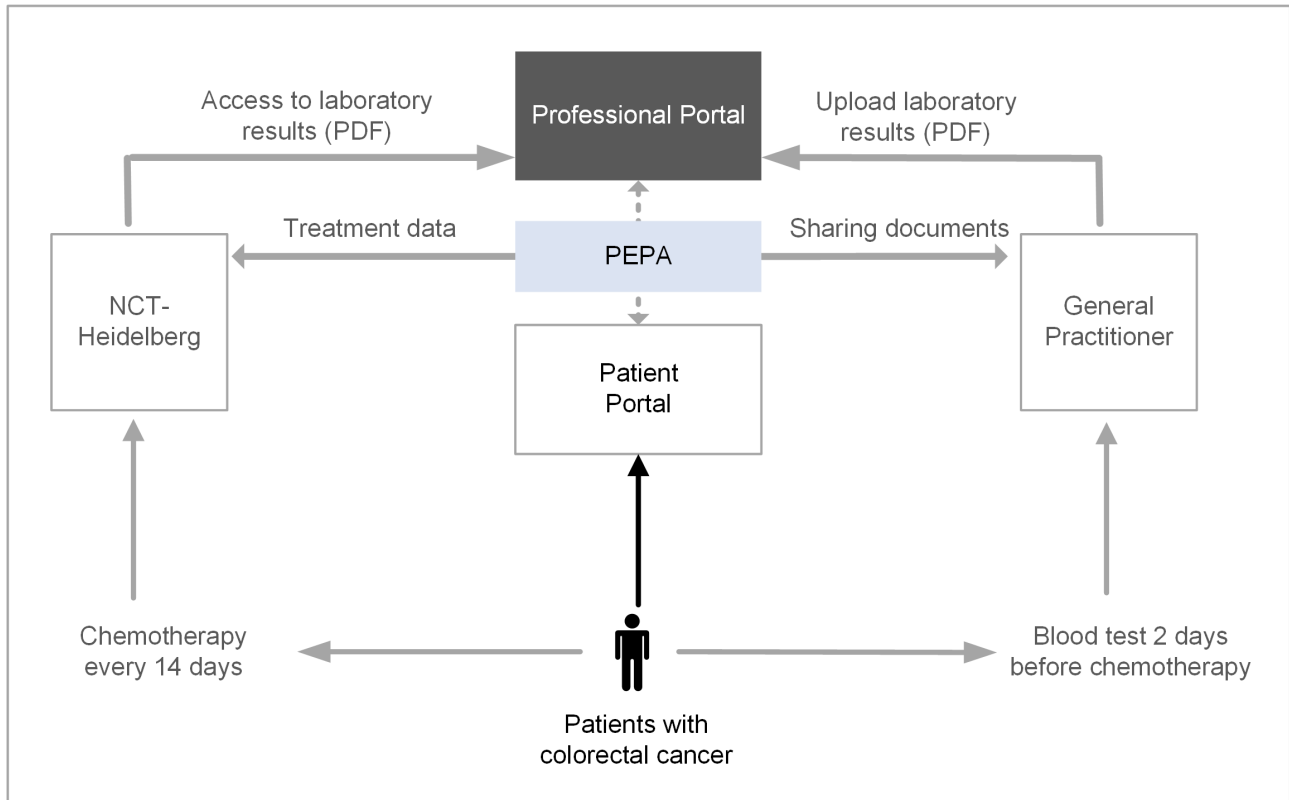 Access to laboratory
results (PDF)
Professional Portal
Upload laboratory
results (PDF)
Treatment data
PEPA
Sharing documents
NCT-
Heidelberg
General
Practitioner
Patient
Portal
Chemotherapy
every 14 days
Blood test 2 days
before chemotherapy
Patients with
colorectal cancer